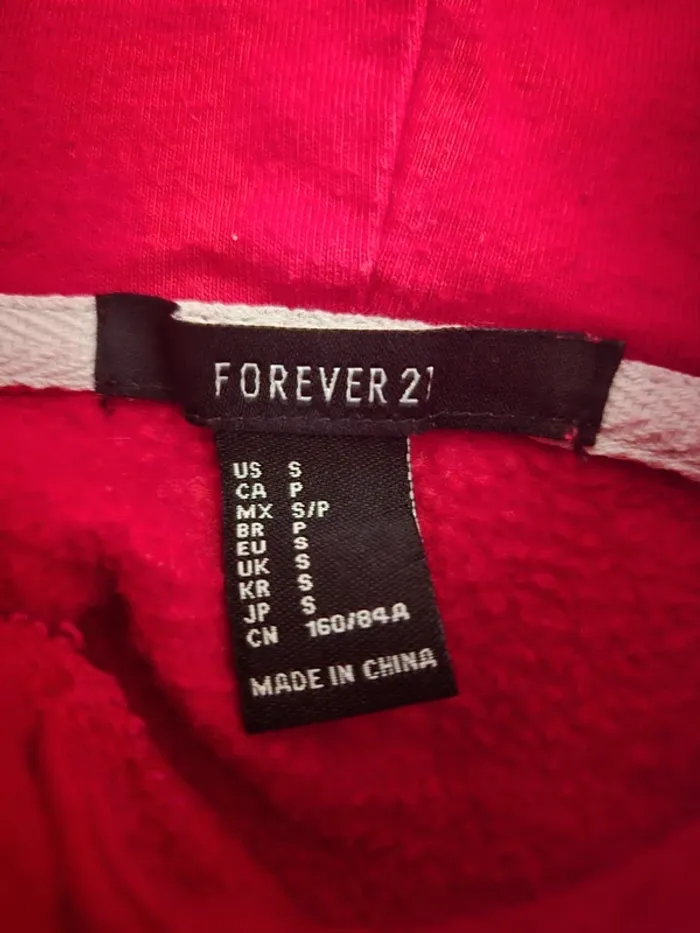 FOREVER 21
US S
CA P
MX S/P
BR P
EU S
UK S
KR S
JP S
CN 160/84A
MADE IN CHINA